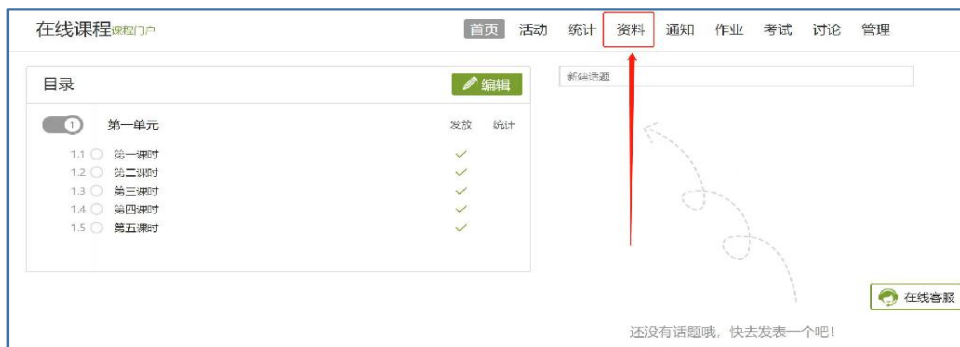 在线课程 课程门户
首页 活动 统计 资料 通知 作业 考试 讨论 管理
目录 编辑
1 第一单元 发放 统计
1.1 第一课时
1.2 第二课时
1.3 第三课时
1.4 第四课时
1.5 第五课时
新建话题
还没有话题哦，快去发表一个吧！
在线客服